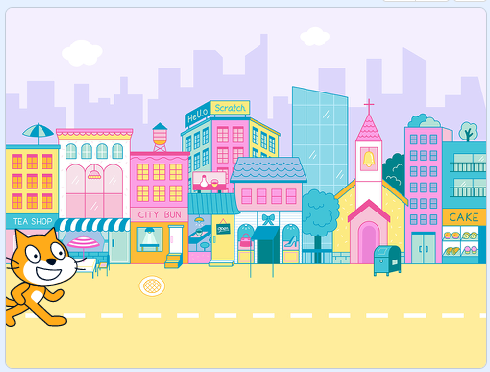 Hello Scratch
TEA SHOP
CITY BUN
CAKE